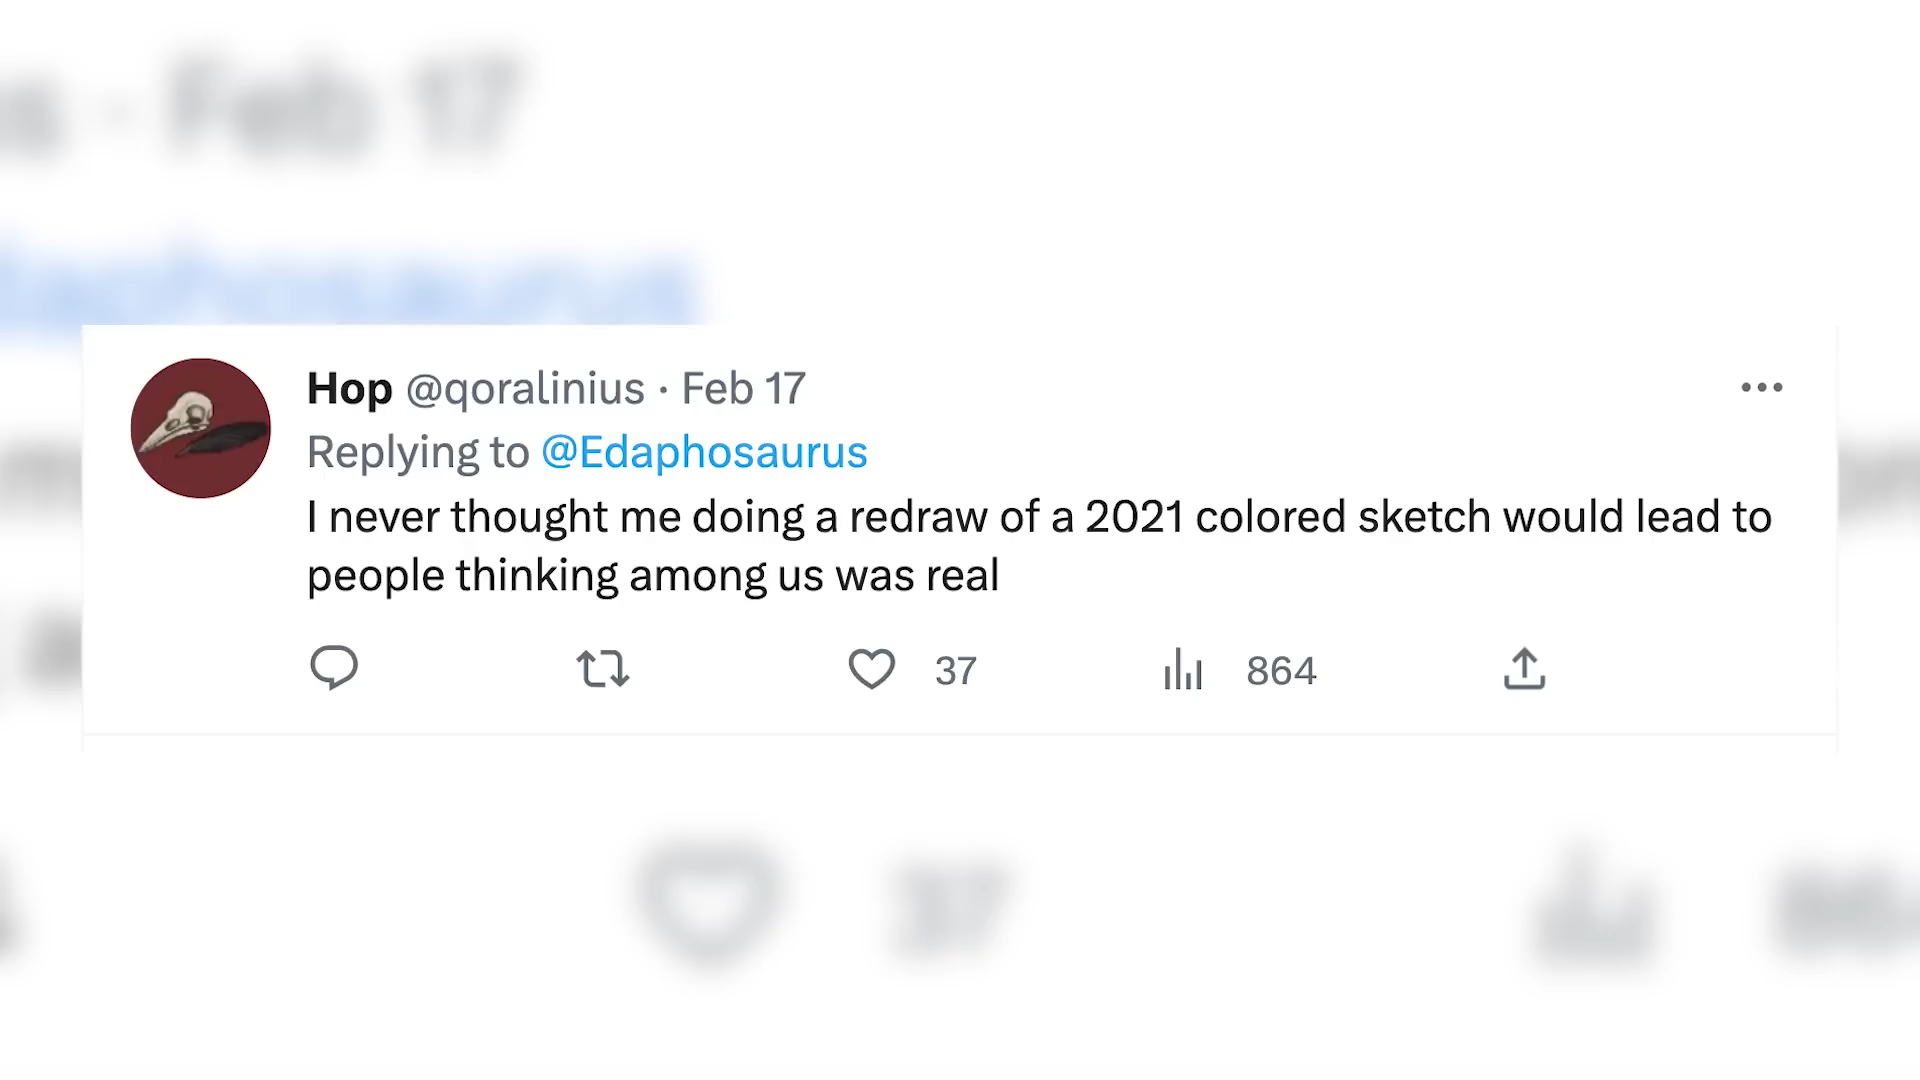 Hop @qoralinius · Feb 17
Replying to @Edaphosaurus
I never thought me doing a redraw of a 2021 colored sketch would lead to
people thinking among us was real
37 864